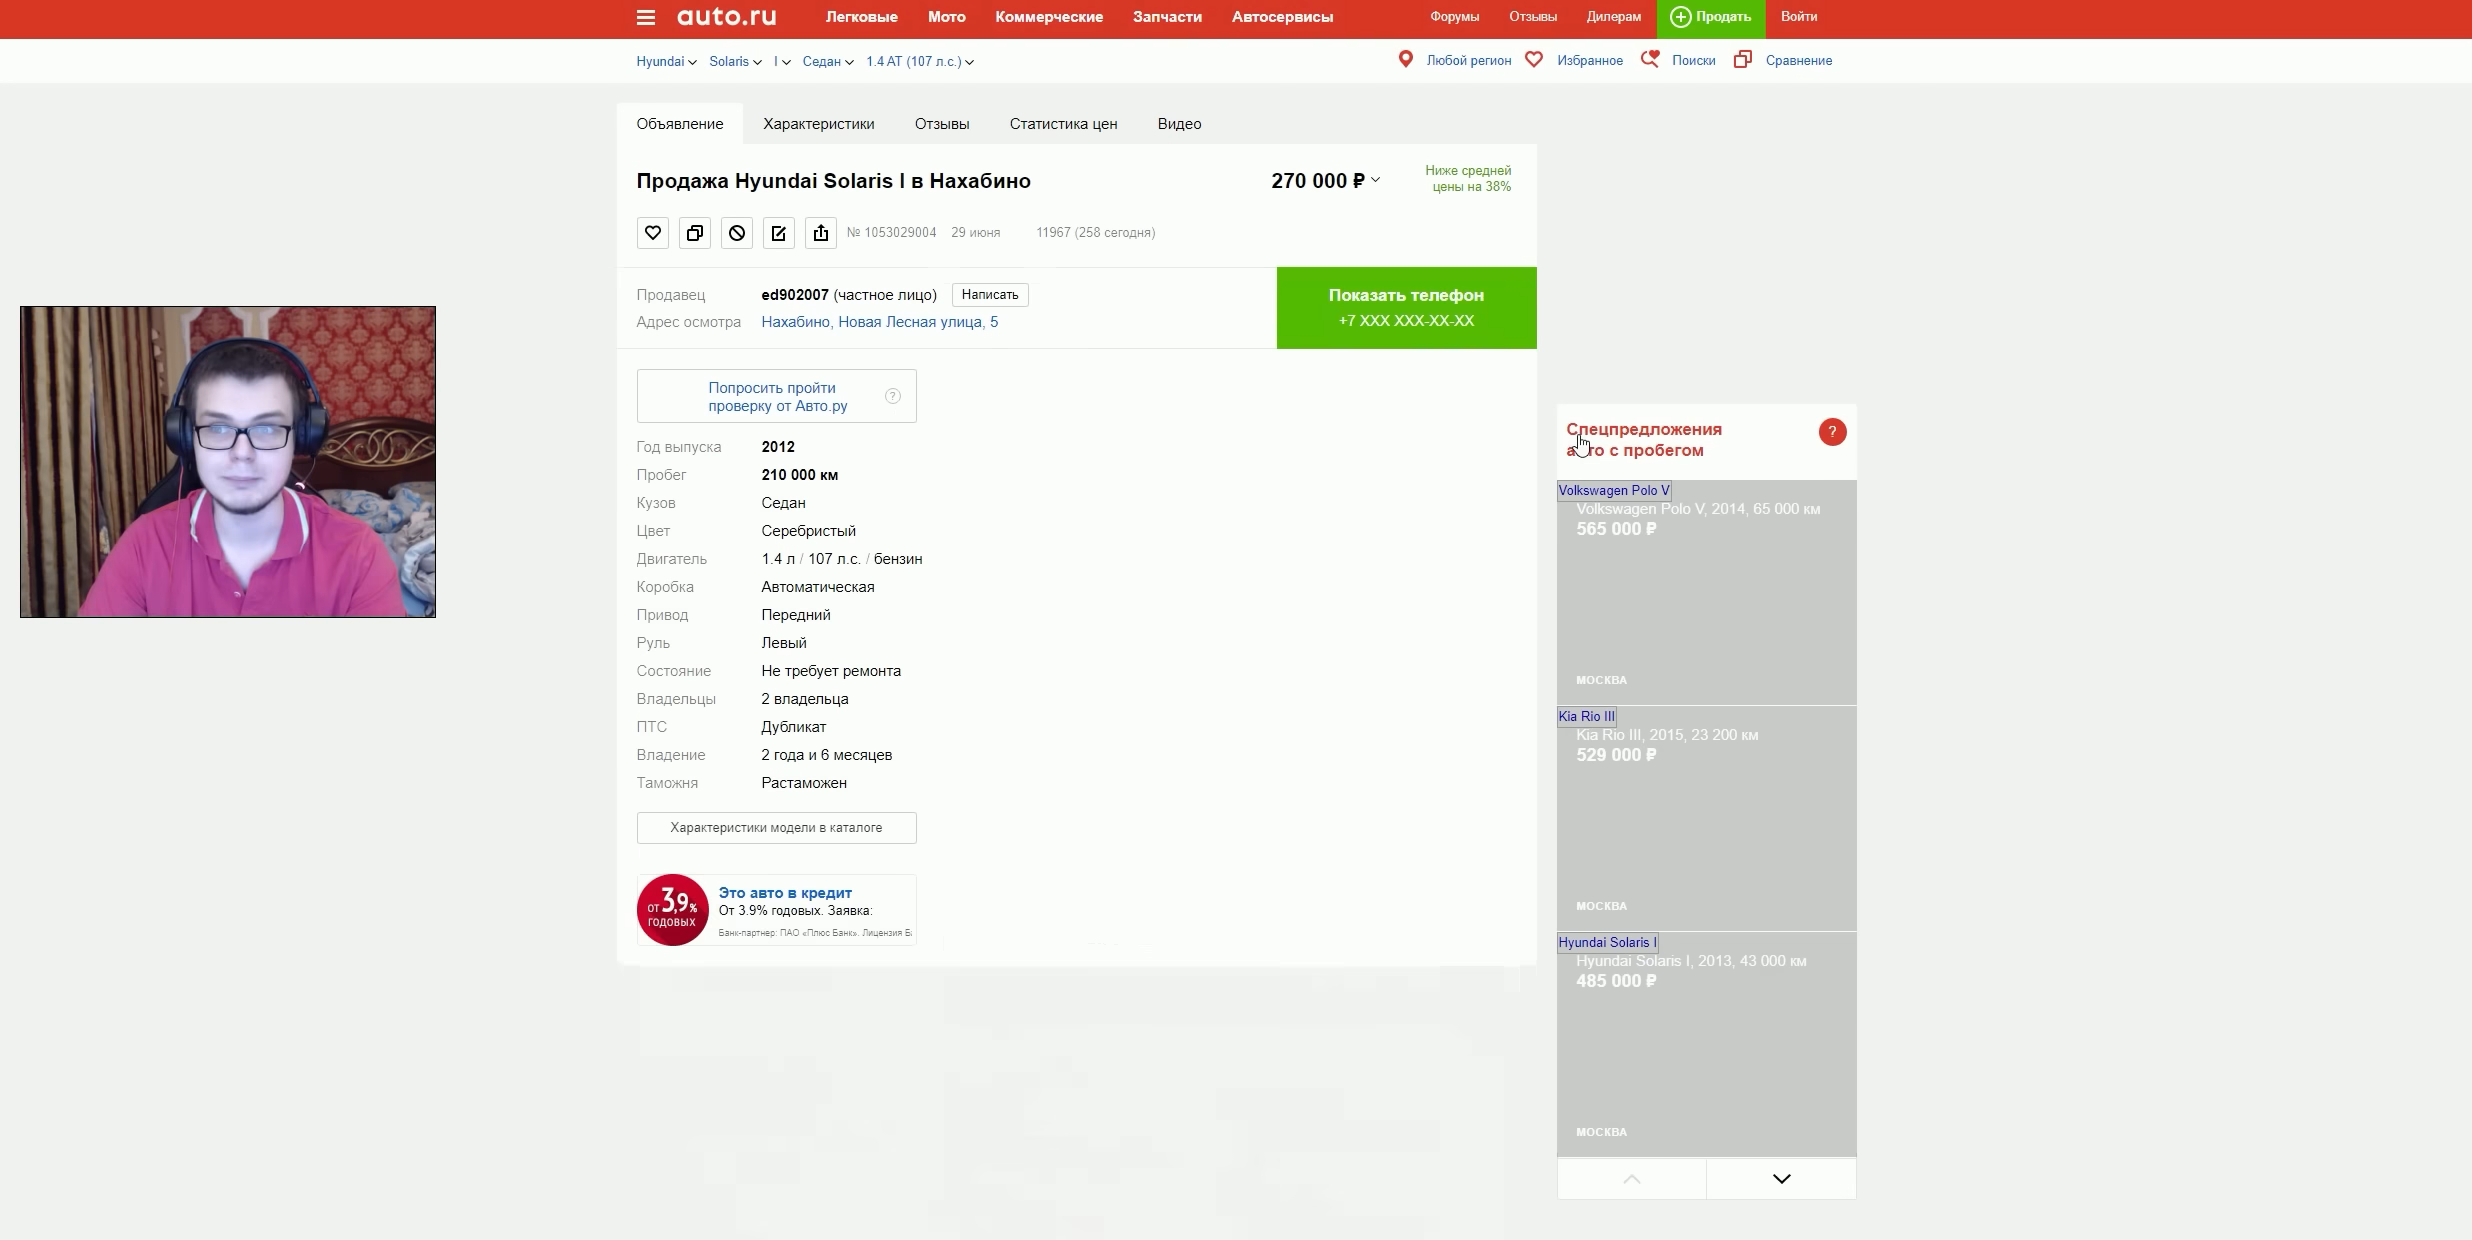 auto.ru
Легковые
Мото
Коммерческие
Запчасти
Автосервисы
Форумы
Отзывы
Дилерам
Продать
Войти
Hyundai
Solaris
I
Седан
1.4 AT (107 л.с.)
Любой регион
Избранное
Поиски
Сравнение
Объявление
Характеристики
Отзывы
Статистика цен
Видео
Продажа Hyundai Solaris I в Нахабино
270 000 ₽
Ниже средней
цены на 38%
№ 1053029004
29 июня
11967 (258 сегодня)
Продавец
ed902007 (частное лицо)
Написать
Адрес осмотра
Нахабино, Новая Лесная улица, 5
Показать телефон
+7 XXX XXX-XX-XX
Попросить пройти
проверку от Авто.ру
?
Год выпуска 2012
Пробег 210 000 км
Кузов Седан
Цвет Серебристый
Двигатель 1.4 л / 107 л.с. / бензин
Коробка Автоматическая
Привод Передний
Руль Левый
Состояние Не требует ремонта
Владельцы 2 владельца
ПТС Дубликат
Владение 2 года и 6 месяцев
Таможня Растаможен
Характеристики модели в каталоге
от 3,9%
годовых
Это авто в кредит
От 3.9% годовых. Заявка:
Банк-партнер: ПАО «Плюс Банк». Лицензия
Спецпредложения
авто с пробегом
?
Volkswagen Polo V
Volkswagen Polo V, 2014, 65 000 км
565 000 ₽
МОСКВА
Kia Rio III
Kia Rio III, 2015, 23 200 км
529 000 ₽
МОСКВА
Hyundai Solaris I
Hyundai Solaris I, 2013, 43 000 км
485 000 ₽
МОСКВА